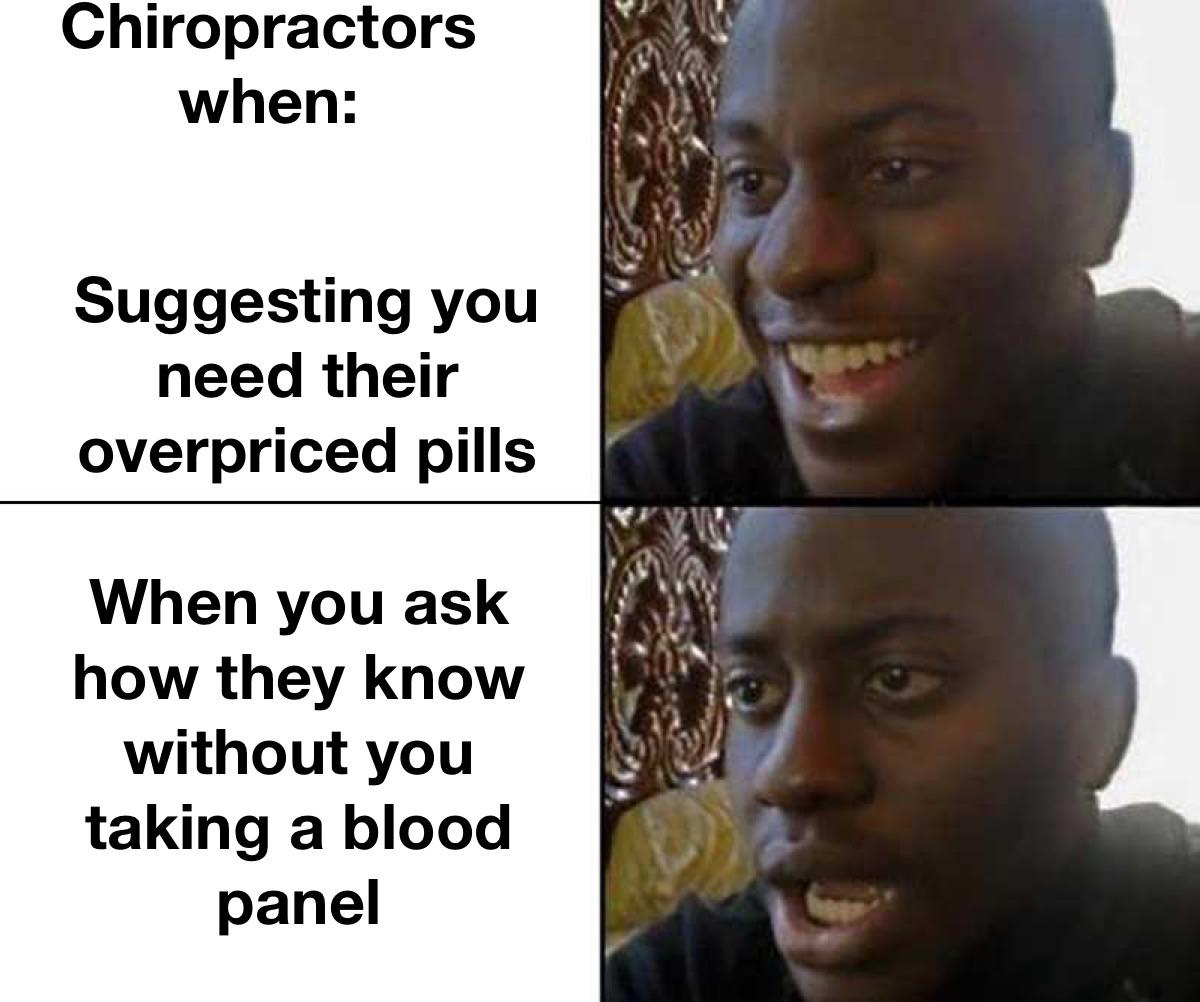 Chiropractors
when:
Suggesting you
need their
overpriced pills
When you ask
how they know
without you
taking a blood
panel